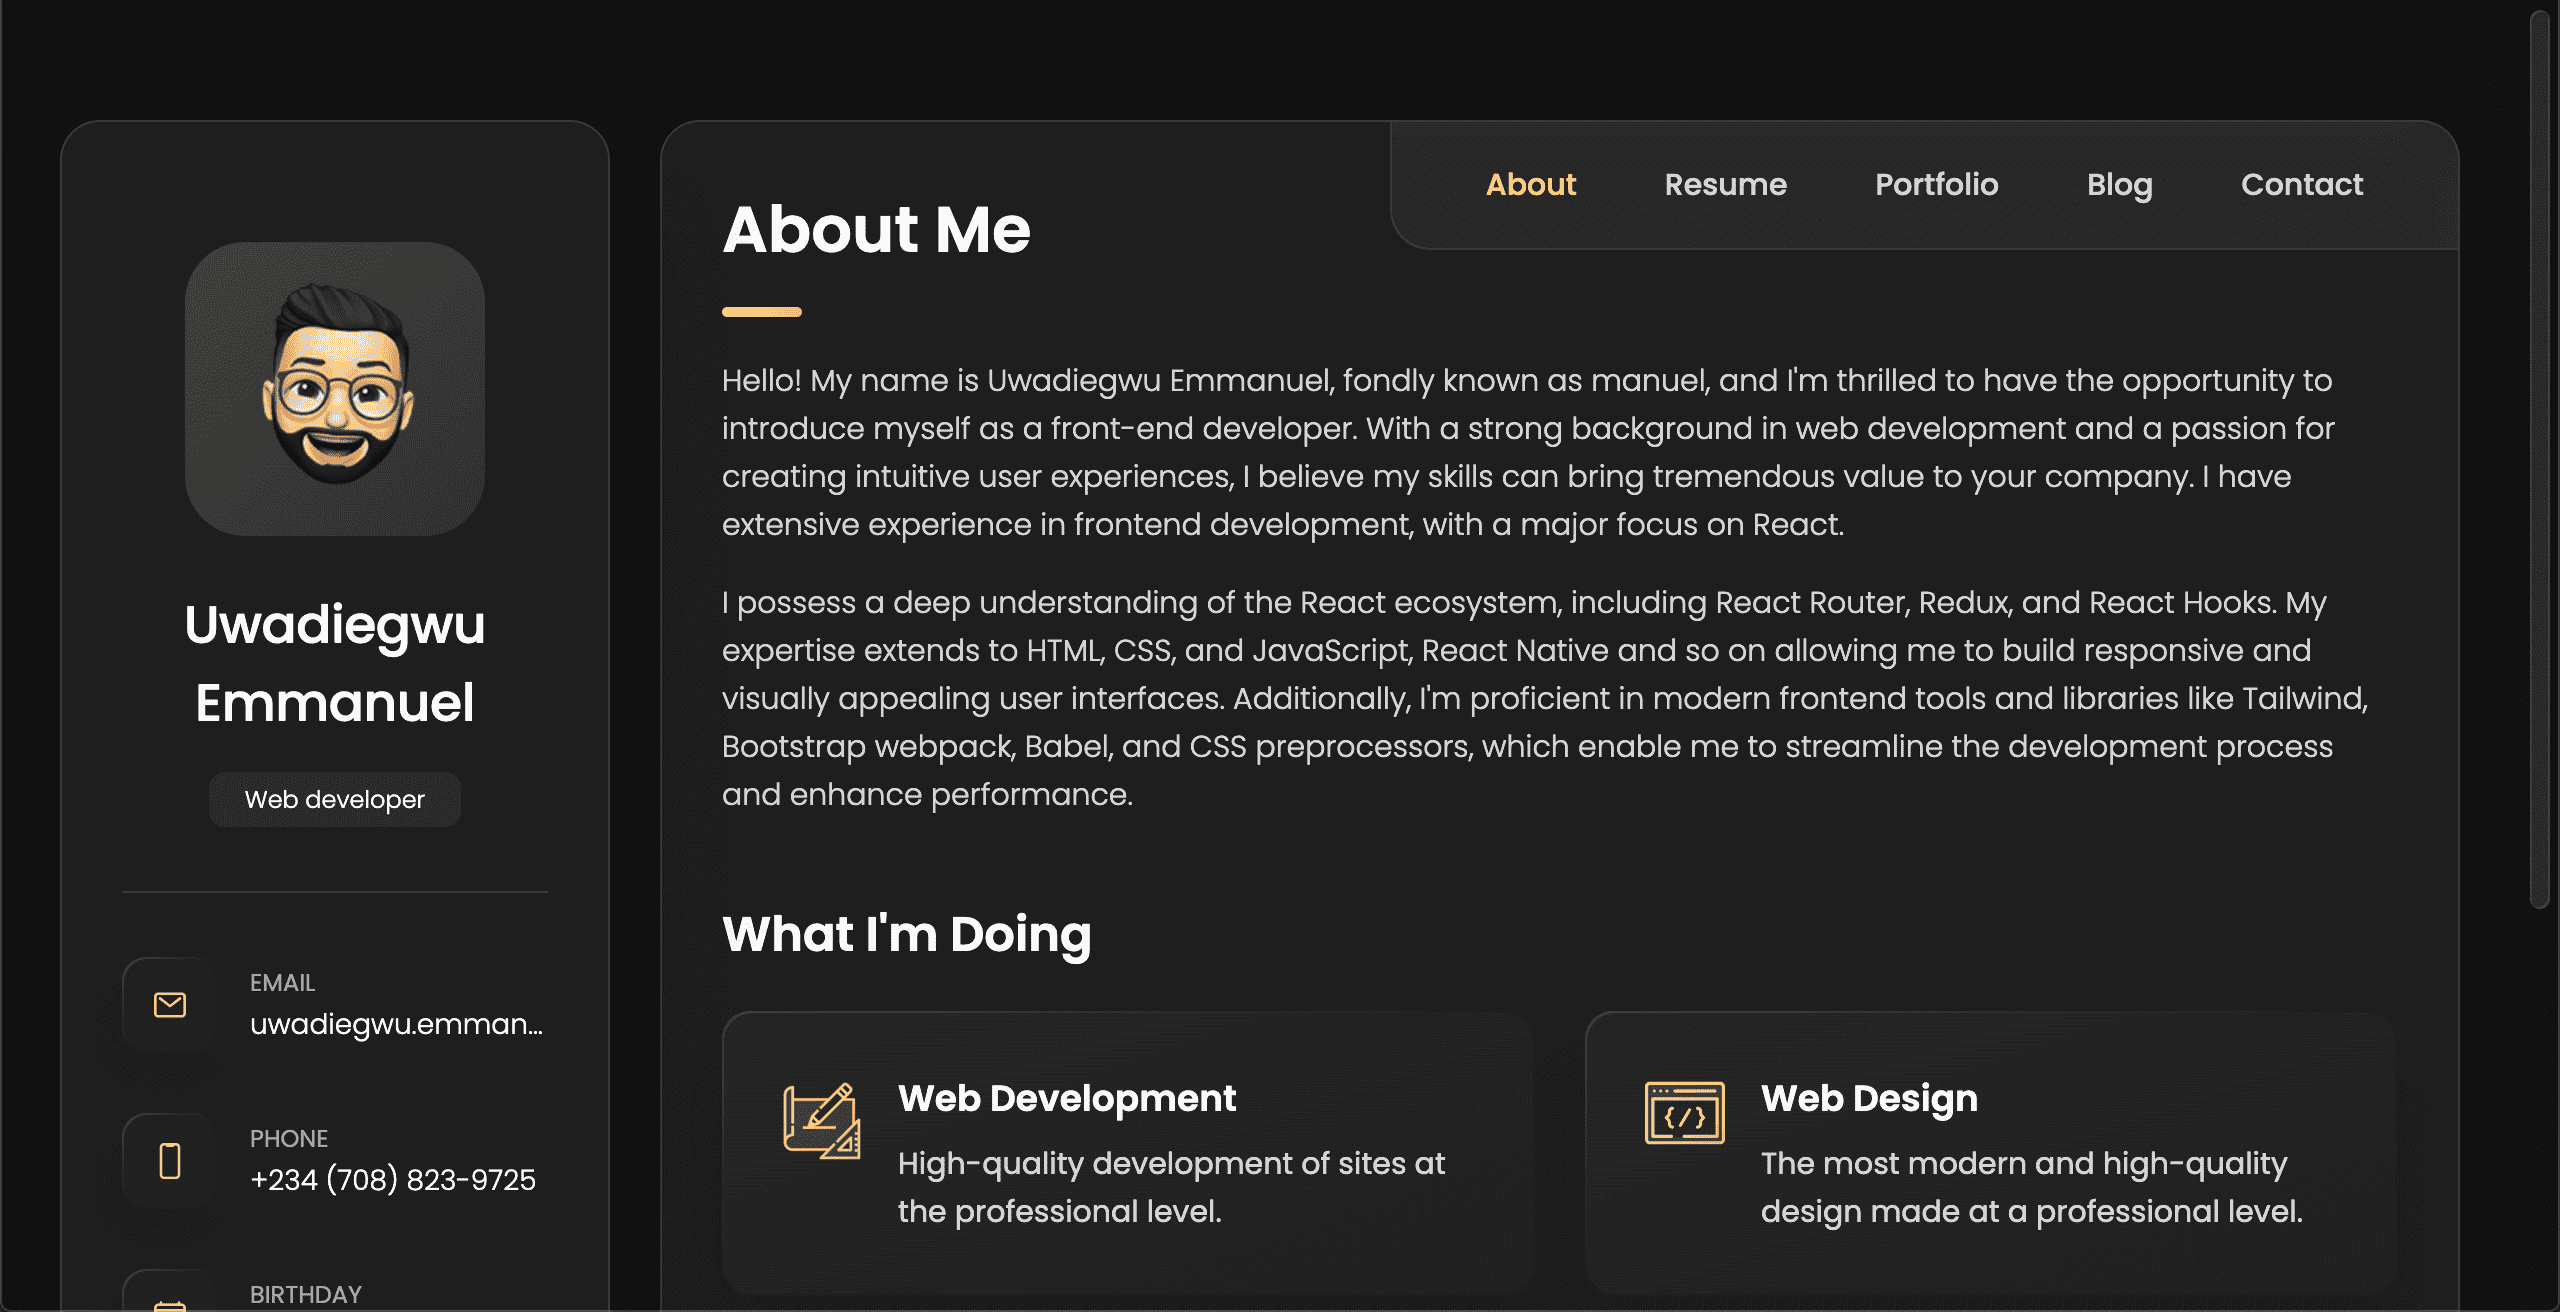 Uwadiegwu
Emmanuel
Web developer
EMAIL
uwadiegwu.emman...
PHONE
+234 (708) 823-9725
BIRTHDAY
About
Resume
Portfolio
Blog
Contact
About Me
Hello! My name is Uwadiegwu Emmanuel, fondly known as manuel, and I'm thrilled to have the opportunity to
introduce myself as a front-end developer. With a strong background in web development and a passion for
creating intuitive user experiences, I believe my skills can bring tremendous value to your company. I have
extensive experience in frontend development, with a major focus on React.
I possess a deep understanding of the React ecosystem, including React Router, Redux, and React Hooks. My
expertise extends to HTML, CSS, and JavaScript, React Native and so on allowing me to build responsive and
visually appealing user interfaces. Additionally, I'm proficient in modern frontend tools and libraries like Tailwind,
Bootstrap webpack, Babel, and CSS preprocessors, which enable me to streamline the development process
and enhance performance.
What I'm Doing
Web Development
High-quality development of sites at
the professional level.
Web Design
The most modern and high-quality
design made at a professional level.